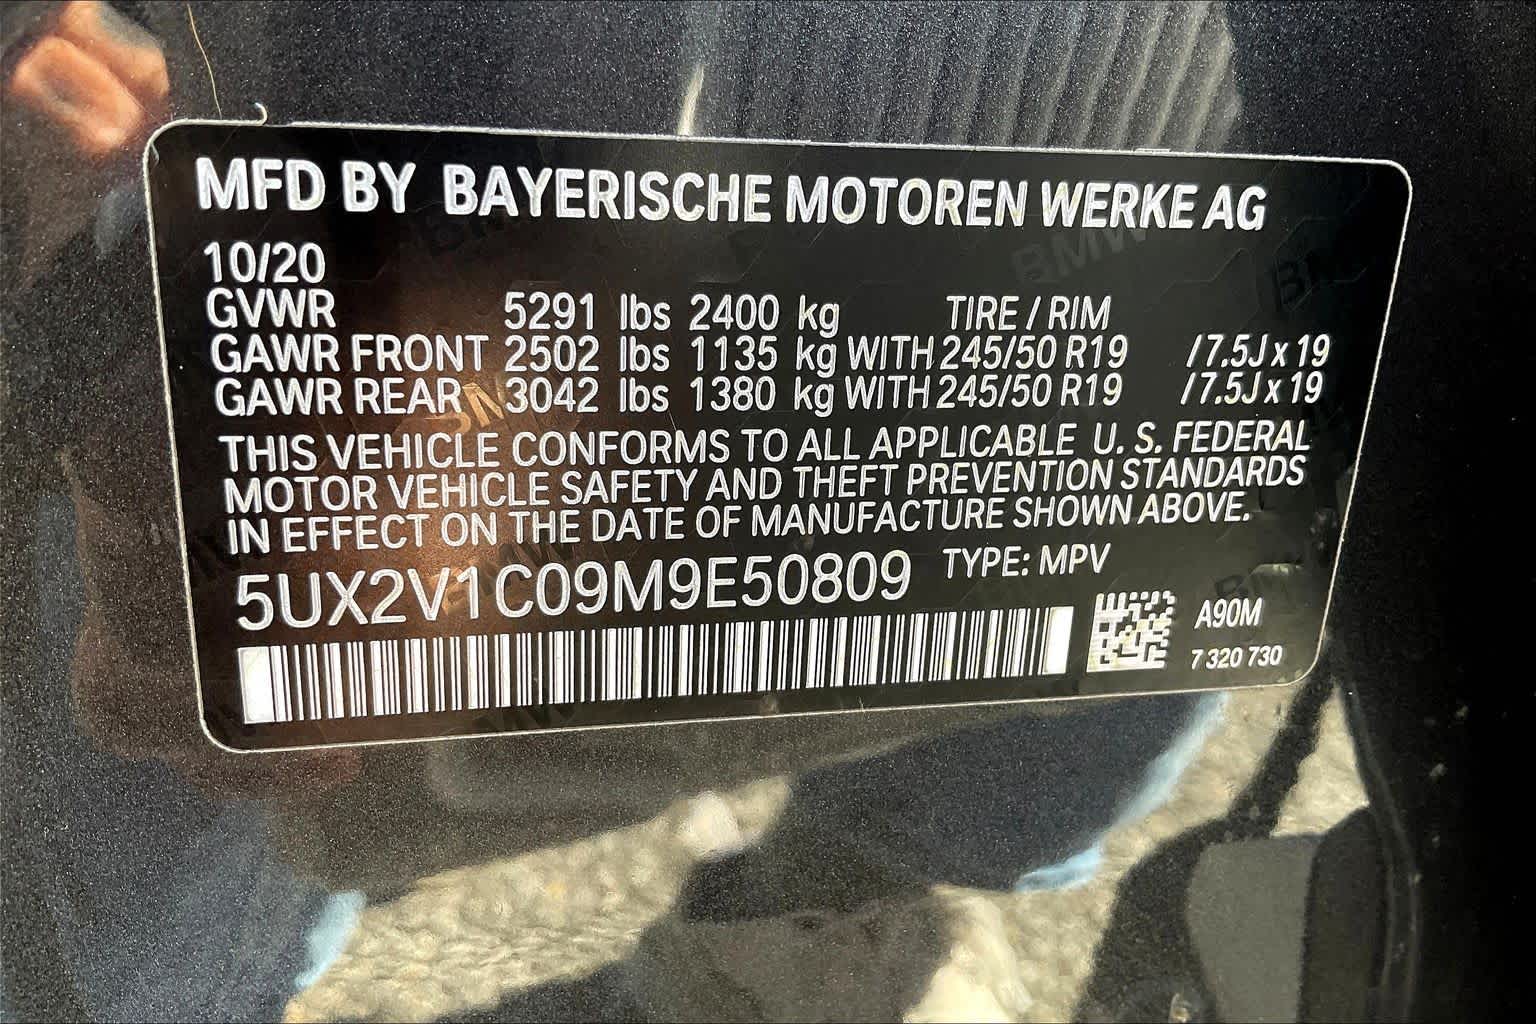 MFD BY BAYERISCHE MOTOREN WERKE AG
10/20
GVWR 5291 lbs 2400 kg TIRE / RIM
GAWR FRONT 2502 lbs 1135 kg WITH 245/50 R19 /7.5J x 19
GAWR REAR 3042 lbs 1380 kg WITH 245/50 R19 /7.5J x 19
THIS VEHICLE CONFORMS TO ALL APPLICABLE U. S. FEDERAL
MOTOR VEHICLE SAFETY AND THEFT PREVENTION STANDARDS
IN EFFECT ON THE DATE OF MANUFACTURE SHOWN ABOVE.
5UX2V1C09M9E50809 TYPE: MPV
A90M
7 320 730